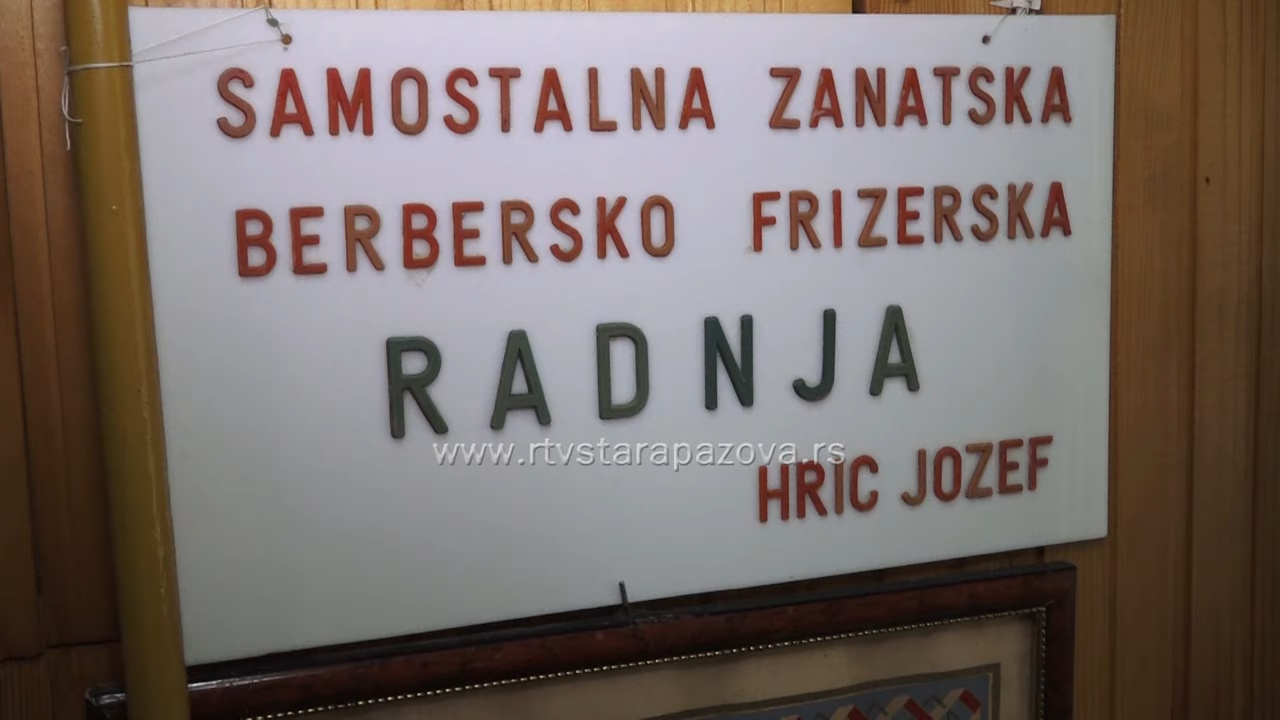 SAMOSTALNA ZANATSKA
BERBERSKO FRIZERSKA
RADNJA
www.rtvstarapazova.rs
HRIC JOZEF